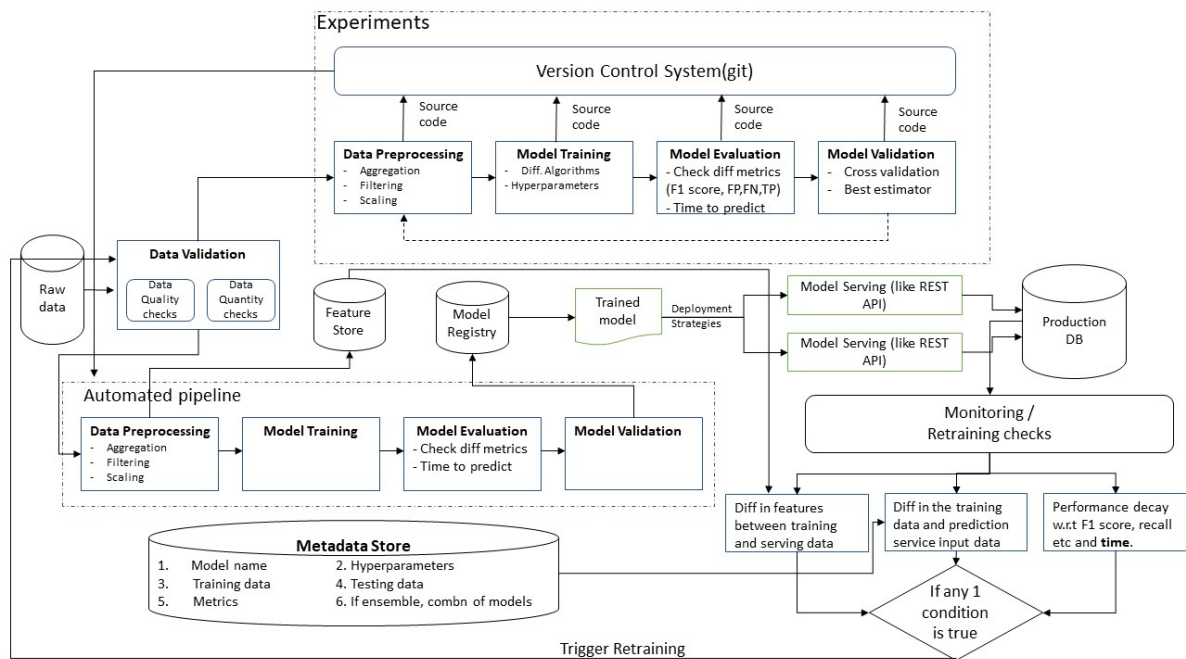 Experiments
Version Control System(git)
Source
code
Source
code
Source
code
Source
code
Data Preprocessing
- Aggregation
- Filtering
- Scaling
Model Training
- Diff. Algorithms
- Hyperparameters
Model Evaluation
- Check diff metrics
(F1 score, FP,FN,TP)
- Time to predict
Model Validation
- Cross validation
- Best estimator
Raw
data
Data Validation
Data
Quality
checks
Data
Quantity
checks
Feature
Store
Model
Registry
Trained
model
Deployment
Strategies
Model Serving (like REST
API)
Model Serving (like REST
API)
Production
DB
Automated pipeline
Data Preprocessing
- Aggregation
- Filtering
- Scaling
Model Training
Model Evaluation
- Check diff metrics
- Time to predict
Model Validation
Monitoring /
Retraining checks
Diff in features
between training
and serving data
Diff in the training
data and prediction
service input data
Performance decay
w.r.t F1 score, recall
etc and time.
Metadata Store
1. Model name 2. Hyperparameters
3. Training data 4. Testing data
5. Metrics 6. If ensemble, combn of models
If any 1
condition
is true
Trigger Retraining